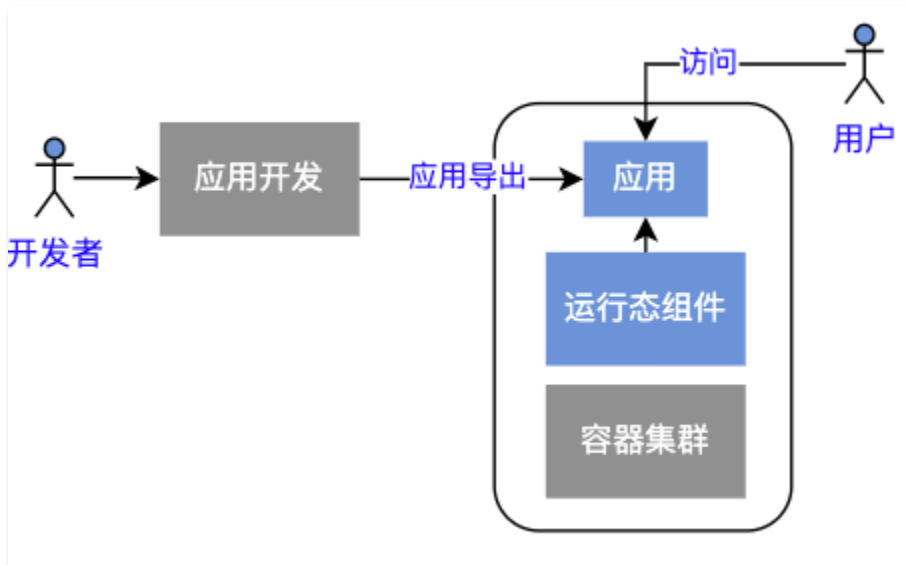 访问
用户
开发者
应用开发
应用导出
应用
运行态组件
容器集群